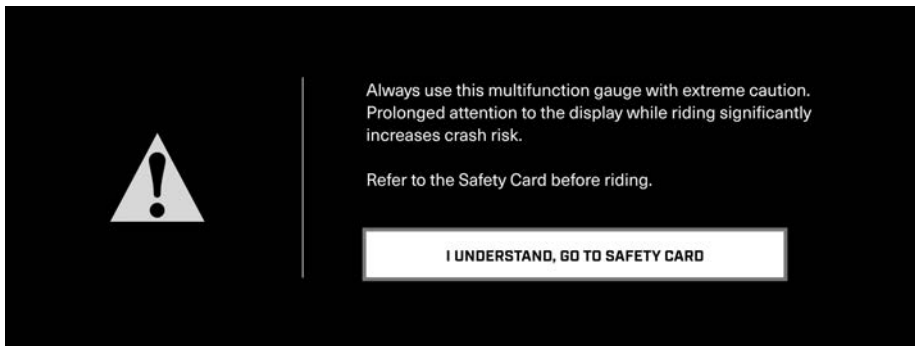 Always use this multifunction gauge with extreme caution.
Prolonged attention to the display while riding significantly
increases crash risk.
Refer to the Safety Card before riding.
I UNDERSTAND, GO TO SAFETY CARD